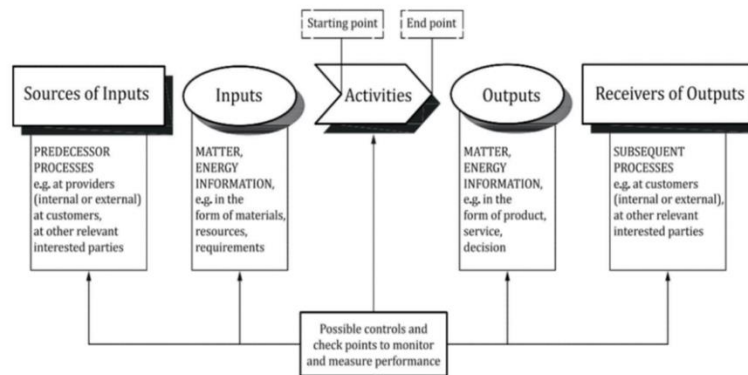 Starting point
End point
Sources of Inputs
Inputs
Activities
Outputs
Receivers of Outputs
PREDECESSOR
PROCESSES
e.g. at providers
(internal or external)
at customers,
at other relevant
interested parties
MATTER,
ENERGY
INFORMATION,
e.g. in the
form of materials,
resources,
requirements
MATTER,
ENERGY
INFORMATION,
e.g. in the
form of product,
service,
decision
SUBSEQUENT
PROCESSES
e.g. at customers
(internal or external),
at other relevant
interested parties
Possible controls and
check points to monitor
and measure performance